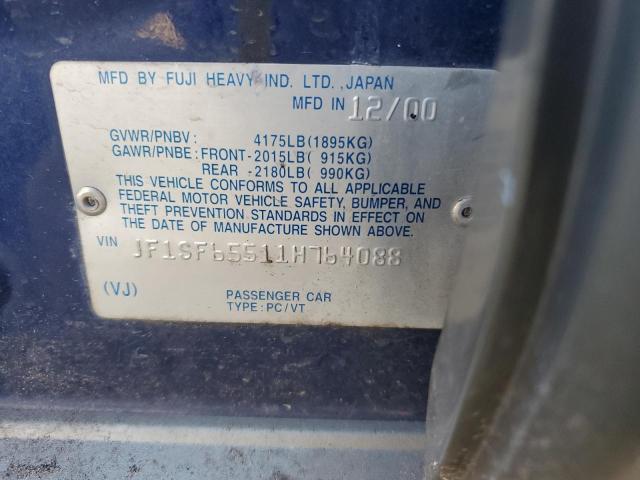 MFD BY FUJI HEAVY IND. LTD., JAPAN
MFD IN 12/00
GVWR/PNBV : 4175LB(1895KG)
GAWR/PNBE : FRONT-2015LB( 915KG)
REAR -2180LB( 990KG)
THIS VEHICLE CONFORMS TO ALL APPLICABLE
FEDERAL MOTOR VEHICLE SAFETY, BUMPER, AND
THEFT PREVENTION STANDARDS IN EFFECT ON
THE DATE OF MANUFACTURE SHOWN ABOVE.
VIN JF1SF65511H764088
(VJ) PASSENGER CAR
TYPE: PC/VT